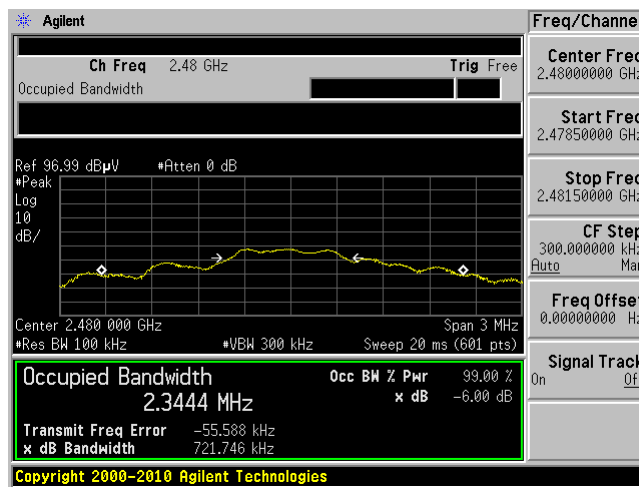 Agilent
Freq/Channel
Ch Freq 2.48 GHz Trig Free
Occupied Bandwidth
Center Freq
2.48000000 GHz
Start Freq
2.47850000 GHz
Stop Freq
2.48150000 GHz
CF Step
300.000000 kHz
Auto Man
Freq Offset
0.00000000 Hz
Signal Track
On Off
Ref 96.99 dBµV #Atten 0 dB
#Peak
Log
10
dB/
Center 2.480 000 GHz Span 3 MHz
#Res BW 100 kHz #VBW 300 kHz Sweep 20 ms (601 pts)
Occupied Bandwidth
2.3444 MHz
Occ BW % Pwr 99.00 %
x dB -6.00 dB
Transmit Freq Error -55.588 kHz
x dB Bandwidth 721.746 kHz
Copyright 2000-2010 Agilent Technologies